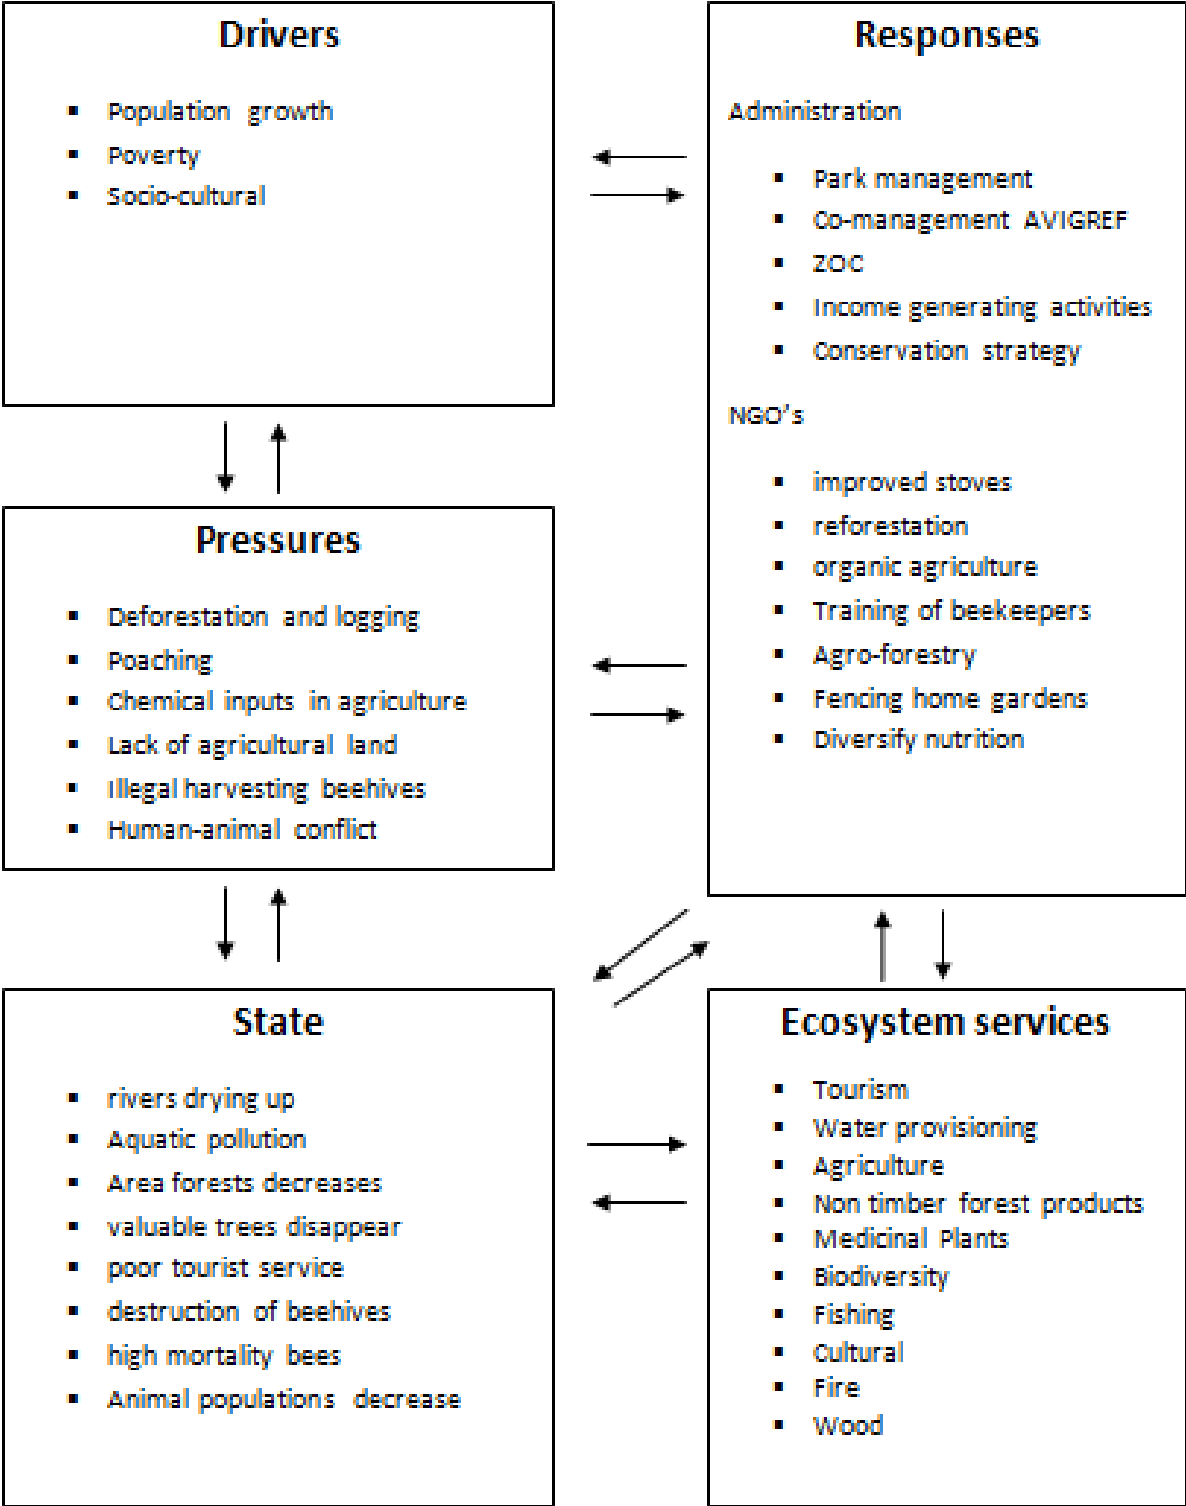 Drivers
▪ Population growth
▪ Poverty
▪ Socio-cultural
Responses
Administration
▪ Park management
▪ Co-management AVIGREF
▪ ZOC
▪ Income generating activities
▪ Conservation strategy
NGO's
▪ improved stoves
▪ reforestation
▪ organic agriculture
▪ Training of beekeepers
▪ Agro-forestry
▪ Fencing home gardens
▪ Diversify nutrition
Pressures
▪ Deforestation and logging
▪ Poaching
▪ Chemical inputs in agriculture
▪ Lack of agricultural land
▪ Illegal harvesting beehives
▪ Human-animal conflict
State
▪ rivers drying up
▪ Aquatic pollution
▪ Area forests decreases
▪ valuable trees disappear
▪ poor tourist service
▪ destruction of beehives
▪ high mortality bees
▪ Animal populations decrease
Ecosystem services
▪ Tourism
▪ Water provisioning
▪ Agriculture
▪ Non timber forest products
▪ Medicinal Plants
▪ Biodiversity
▪ Fishing
▪ Cultural
▪ Fire
▪ Wood